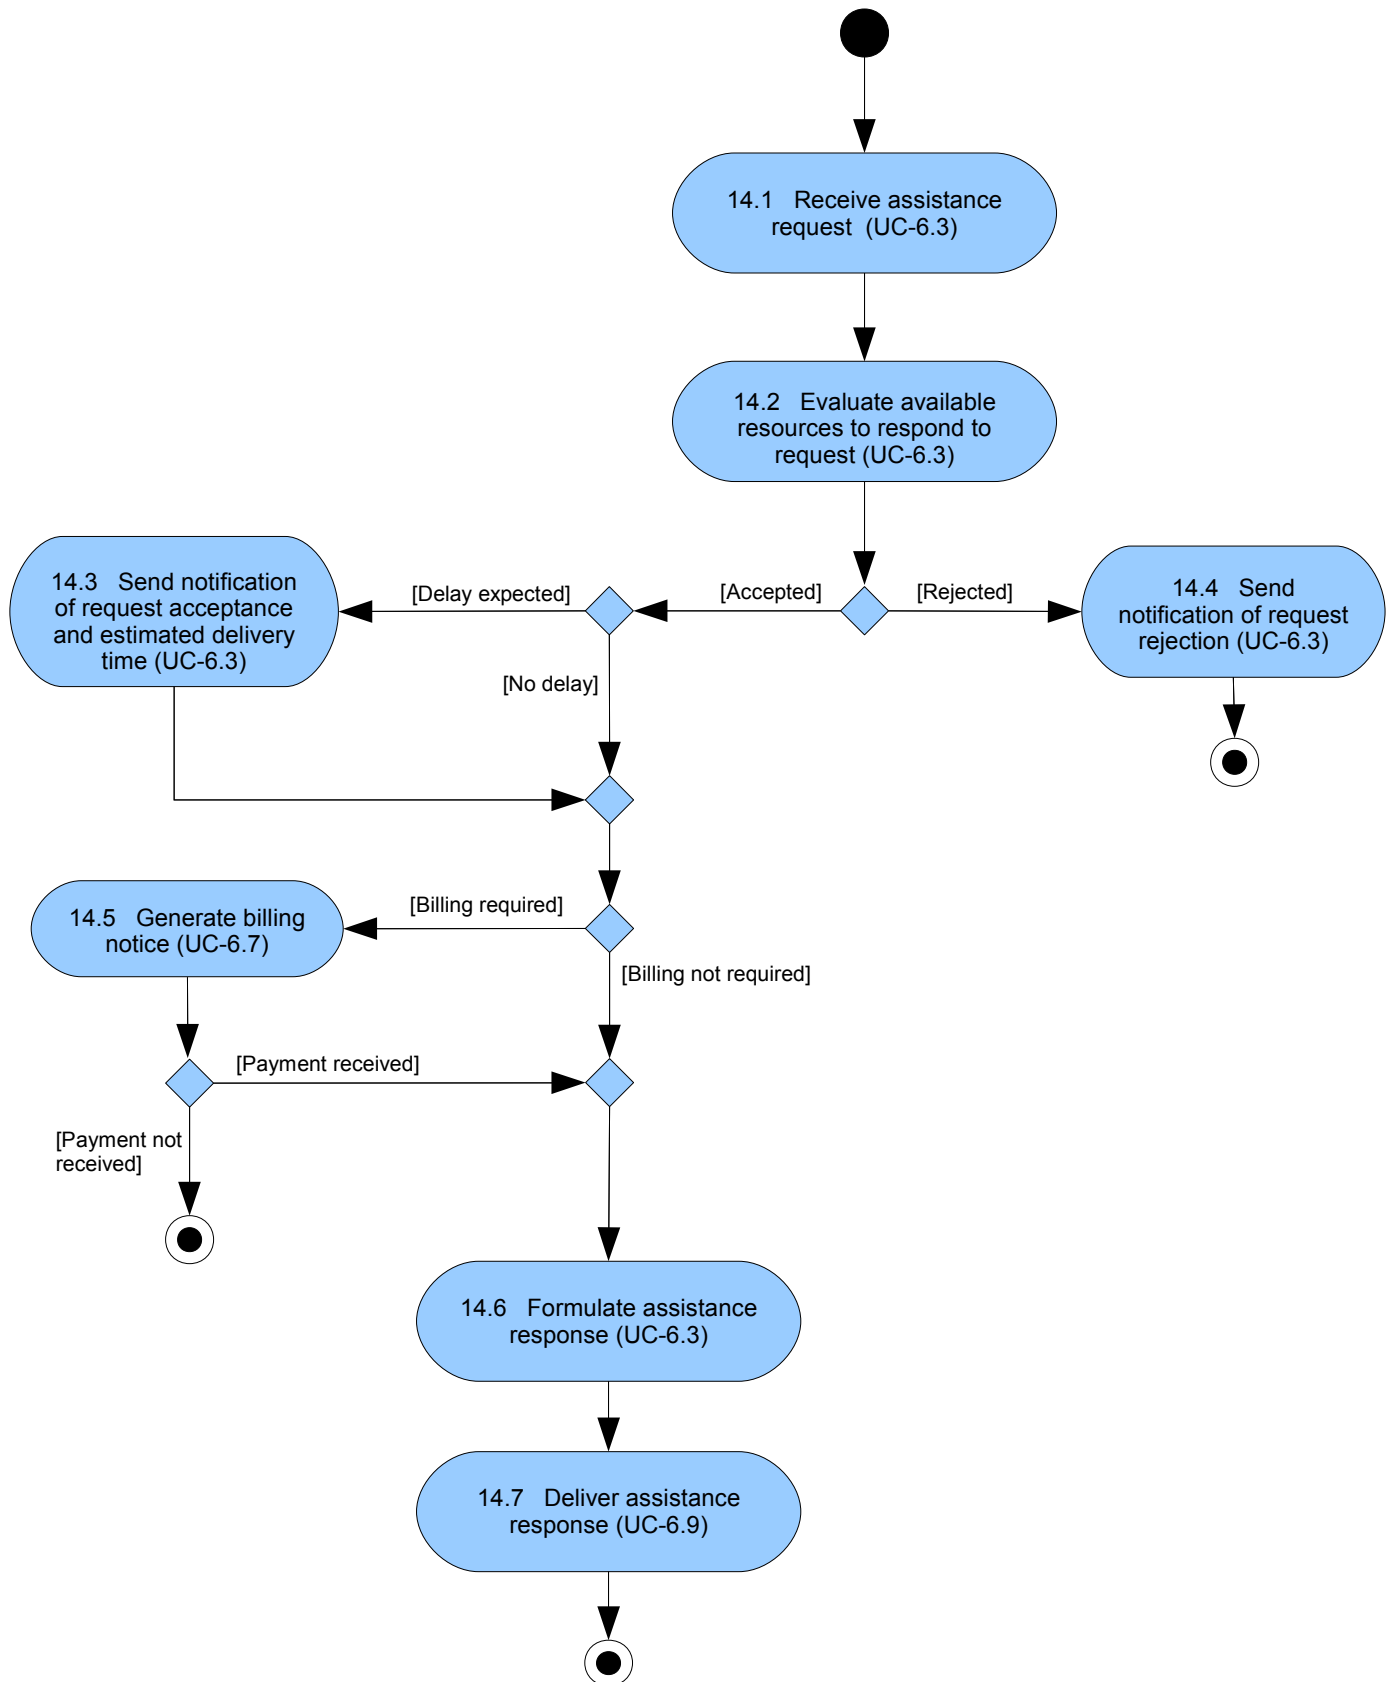 14.1 Receive assistance
request (UC-6.3)
14.2 Evaluate available
resources to respond to
request (UC-6.3)
14.3 Send notification
of request acceptance
and estimated delivery
time (UC-6.3)
[Delay expected]
[Accepted]
[Rejected]
14.4 Send
notification of request
rejection (UC-6.3)
[No delay]
14.5 Generate billing
notice (UC-6.7)
[Billing required]
[Billing not required]
[Payment received]
[Payment not
received]
14.6 Formulate assistance
response (UC-6.3)
14.7 Deliver assistance
response (UC-6.9)